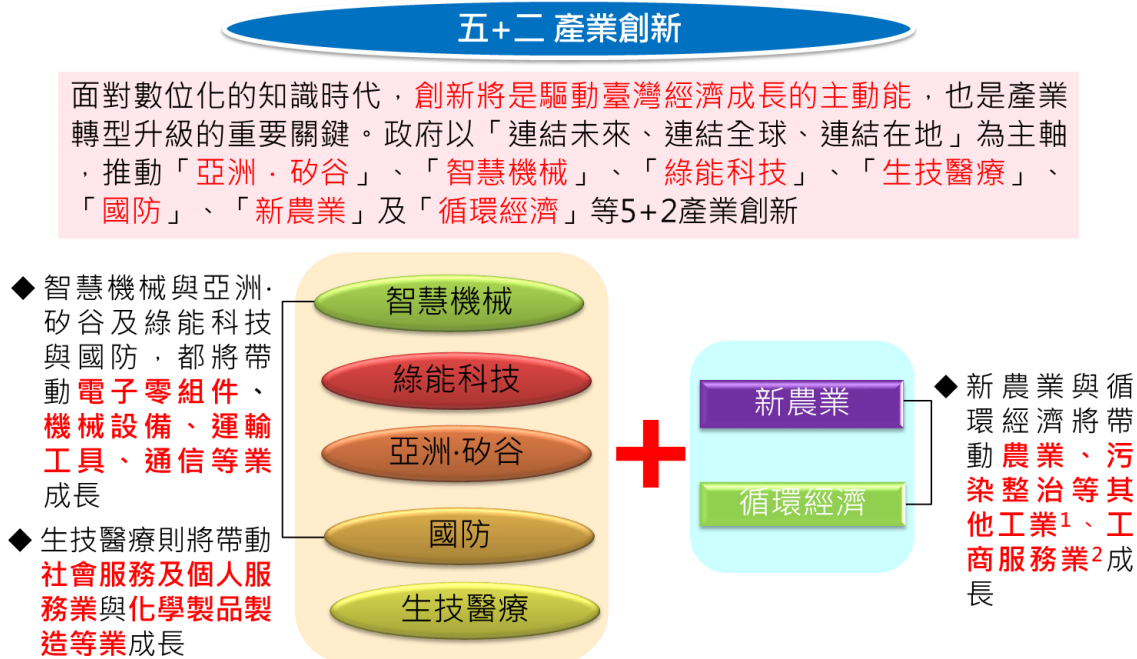 五+二 產業創新
面對數位化的知識時代，創新將是驅動臺灣經濟成長的主動能，也是產業
轉型升級的重要關鍵。政府以「連結未來、連結全球、連結在地」為主軸
，推動「亞洲．矽谷」、「智慧機械」、「綠能科技」、「生技醫療」、
「國防」、「新農業」及「循環經濟」等5+2產業創新
◆ 智慧機械與亞洲·
矽谷及綠能科技
與國防，都將帶
動電子零組件、
機械設備、運輸
工具、通信等業
成長
◆ 生技醫療則將帶動
社會服務及個人服
務業與化學製品製
造等業成長
智慧機械
綠能科技
亞洲·矽谷
國防
生技醫療
+
新農業
循環經濟
◆ 新農業與循
環經濟將帶
動農業、污
染整治等其
他工業1、工
商服務業2成
長